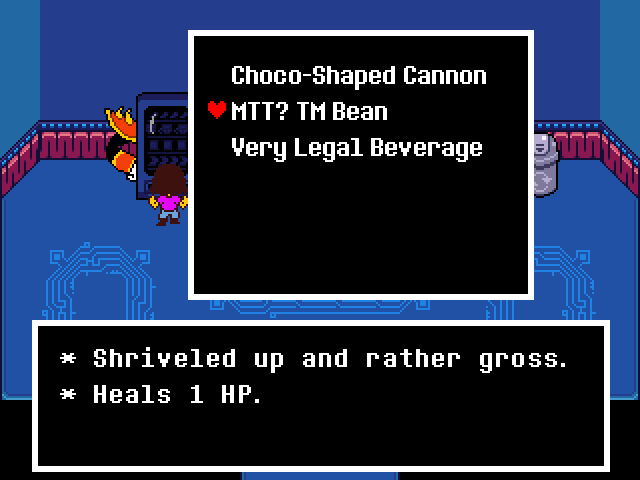 Choco-Shaped Cannon
MTT? TM Bean
Very Legal Beverage
* Shriveled up and rather gross.
* Heals 1 HP.